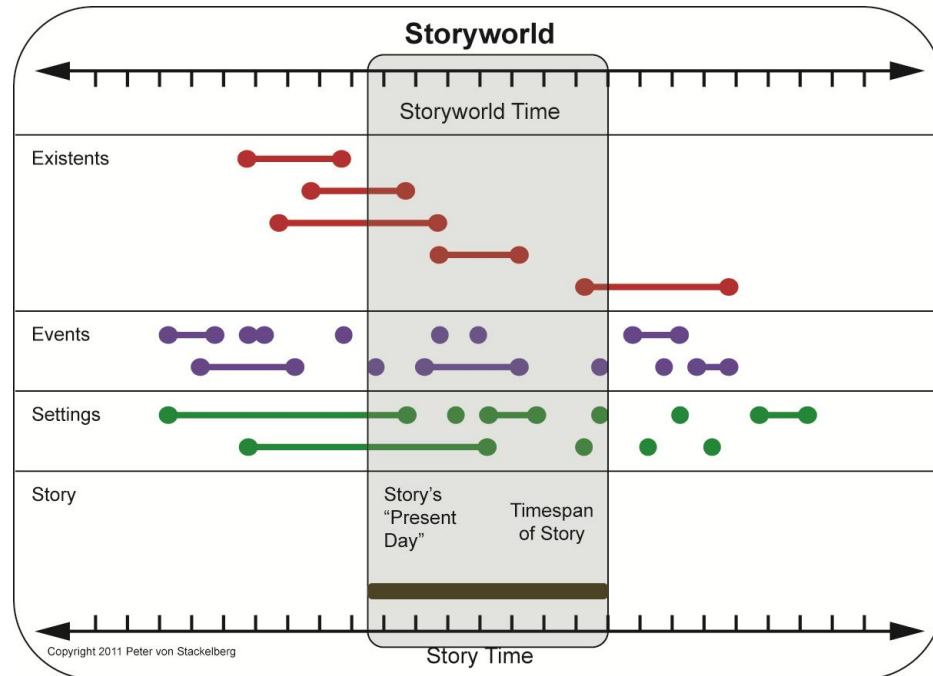 Storyworld
Storyworld Time
Existents
Events
Settings
Story
Story's
“Present
Day”
Timespan
of Story
Copyright 2011 Peter von Stackelberg
Story Time